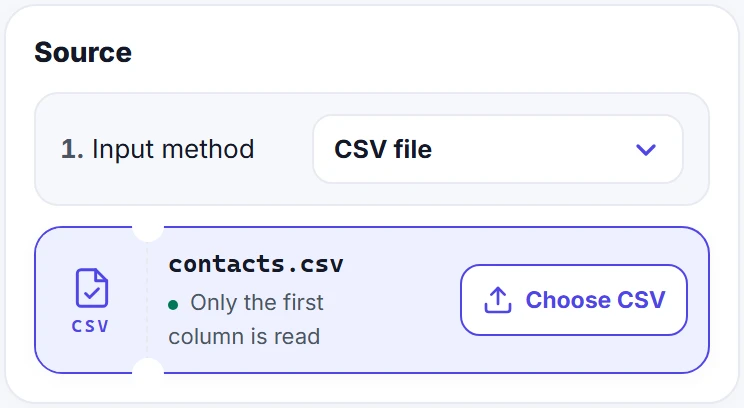 Source
1. Input method
CSV file
contacts.csv
Only the first
column is read
CSV
Choose CSV